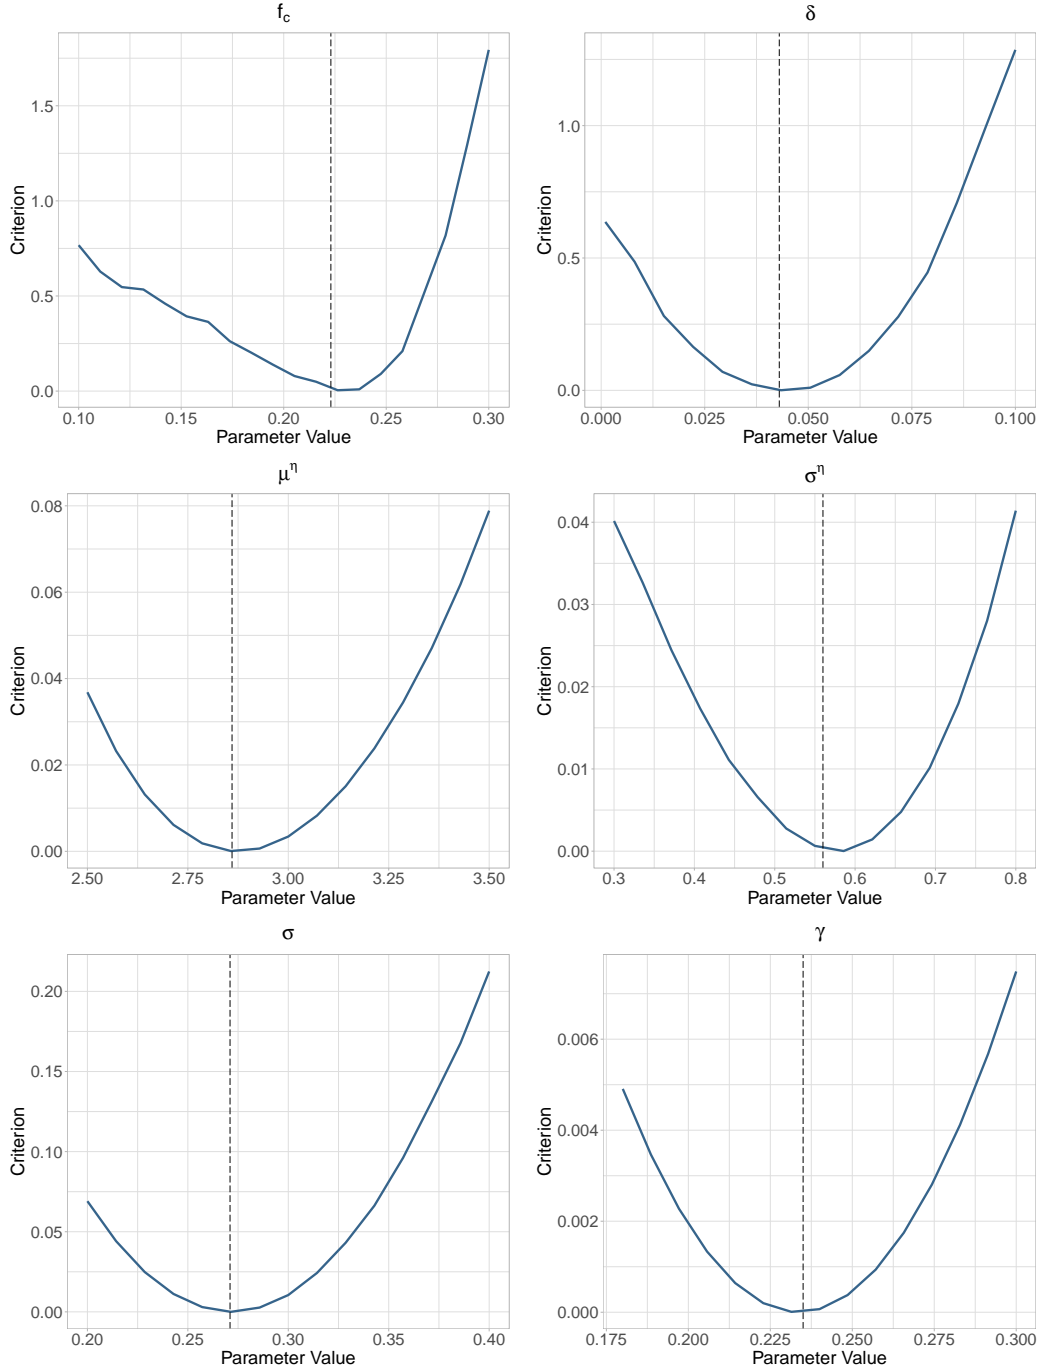 f_c
Criterion
1.5
1.0
0.5
0.0
0.10 0.15 0.20 0.25 0.30
Parameter Value
δ
Criterion
1.0
0.5
0.0
0.000 0.025 0.050 0.075 0.100
Parameter Value
μ^η
Criterion
0.08
0.06
0.04
0.02
0.00
2.50 2.75 3.00 3.25 3.50
Parameter Value
σ^η
Criterion
0.04
0.03
0.02
0.01
0.00
0.3 0.4 0.5 0.6 0.7 0.8
Parameter Value
σ
Criterion
0.20
0.15
0.10
0.05
0.00
0.20 0.25 0.30 0.35 0.40
Parameter Value
γ
Criterion
0.006
0.004
0.002
0.000
0.175 0.200 0.225 0.250 0.275 0.300
Parameter Value